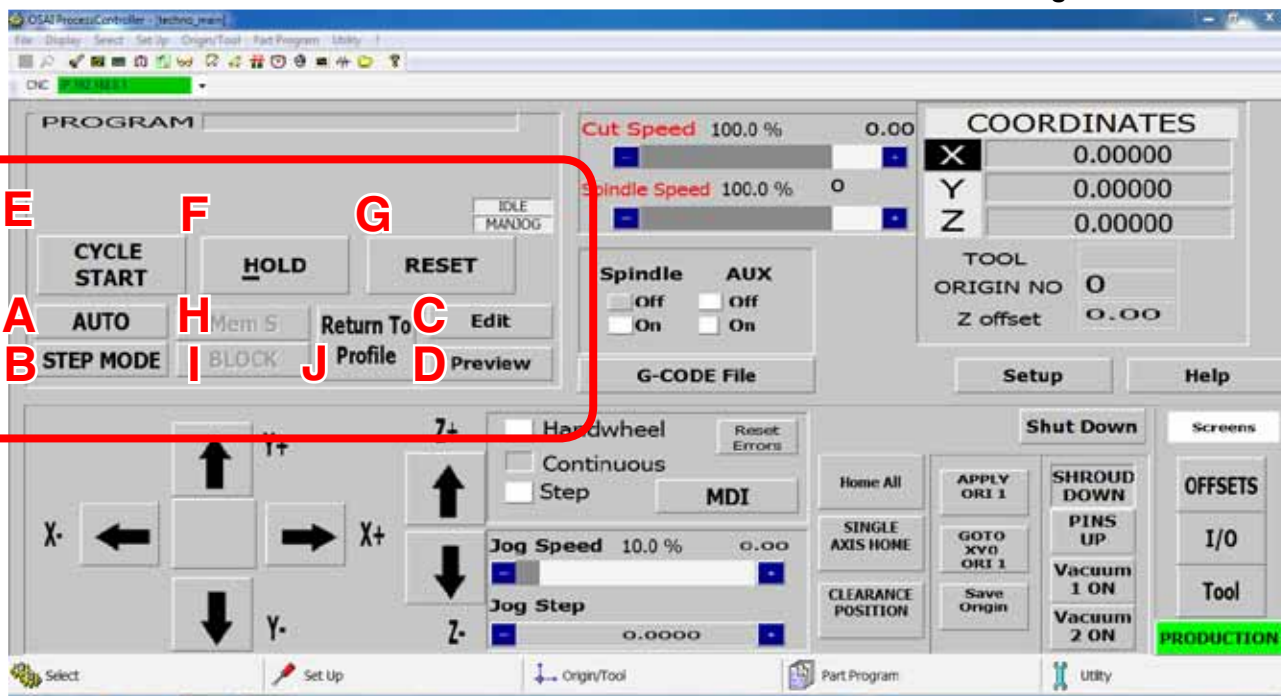 OSAI ProcessController - [techno_main]
File Display Select Set Up Origin/Tool Part Program Utility ?
CNC
PROGRAM
IDLE
MANJOG
E F G
CYCLE START
HOLD
RESET
A AUTO
H Mem S
J Return To Profile
C Edit
B STEP MODE
I BLOCK
D Preview
Cut Speed 100.0 % 0.00
-
+
Spindle Speed 100.0 % 0
-
+
Spindle AUX
Off Off
On On
G-CODE File
COORDINATES
X 0.00000
Y 0.00000
Z 0.00000
TOOL
ORIGIN NO 0
Z offset 0.00
Setup
Help
Y+
X-
X+
Y-
Z+
Z-
Handwheel
Reset Errors
Continuous
Step
MDI
Jog Speed 10.0 % 0.00
-
+
Jog Step
- 0.0000 +
Home All
SINGLE AXIS HOME
CLEARANCE POSITION
APPLY ORI 1
GOTO XY0 ORI 1
Save Origin
Shut Down
SHROUD DOWN
PINS UP
Vacuum 1 ON
Vacuum 2 ON
Screens
OFFSETS
I/O
Tool
PRODUCTION
Select
Set Up
Origin/Tool
Part Program
Utility